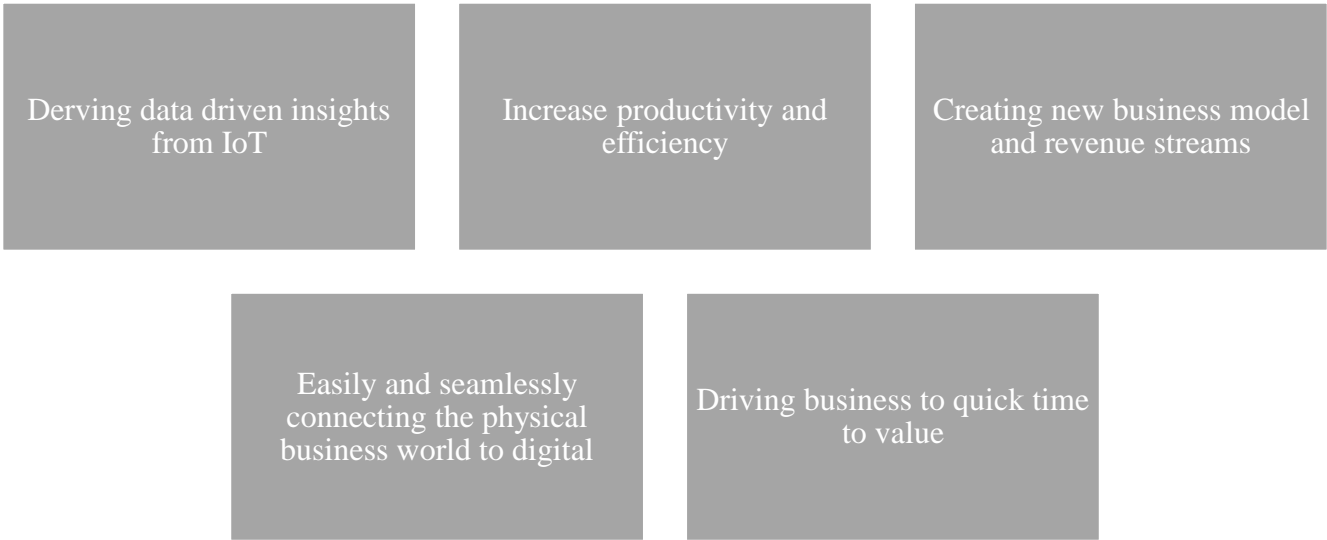 Derving data driven insights
from IoT
Increase productivity and
efficiency
Creating new business model
and revenue streams
Easily and seamlessly
connecting the physical
business world to digital
Driving business to quick time
to value